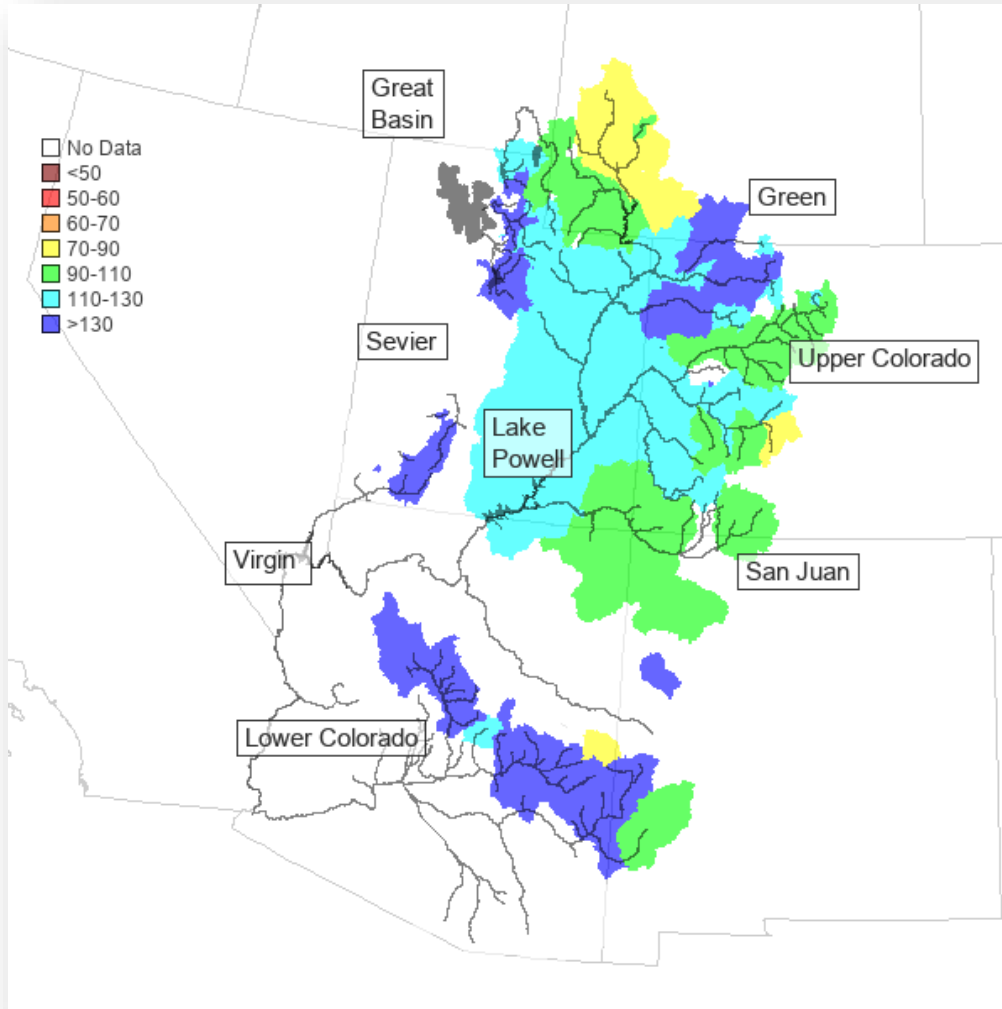 Great
Basin
No Data
<50
50-60
60-70
70-90
90-110
110-130
>130
Green
Sevier
Upper Colorado
Lake
Powell
Virgin
San Juan
Lower Colorado